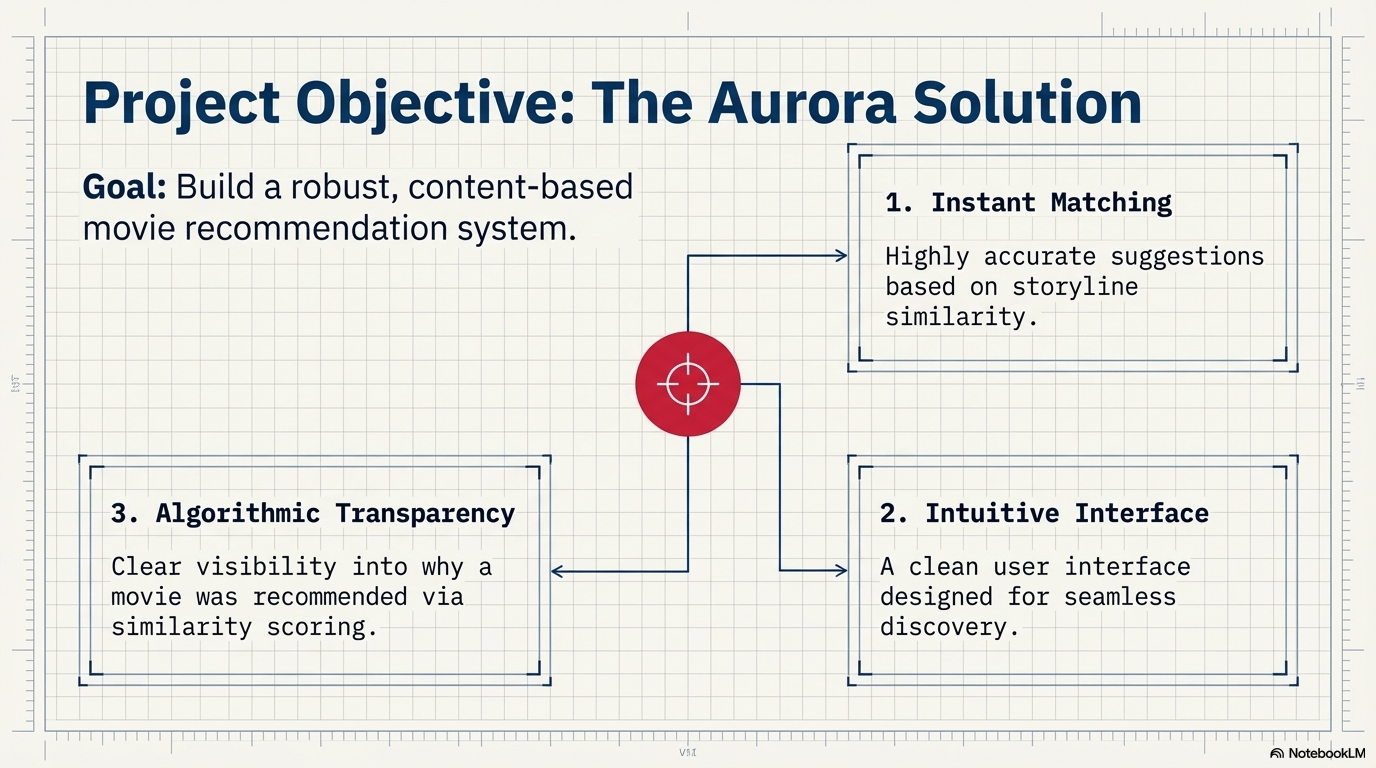 Project Objective: The Aurora Solution
Goal: Build a robust, content-based
movie recommendation system.
1. Instant Matching
Highly accurate suggestions
based on storyline
similarity.
3. Algorithmic Transparency
Clear visibility into why a
movie was recommended via
similarity scoring.
2. Intuitive Interface
A clean user interface
designed for seamless
discovery.
NotebookLM